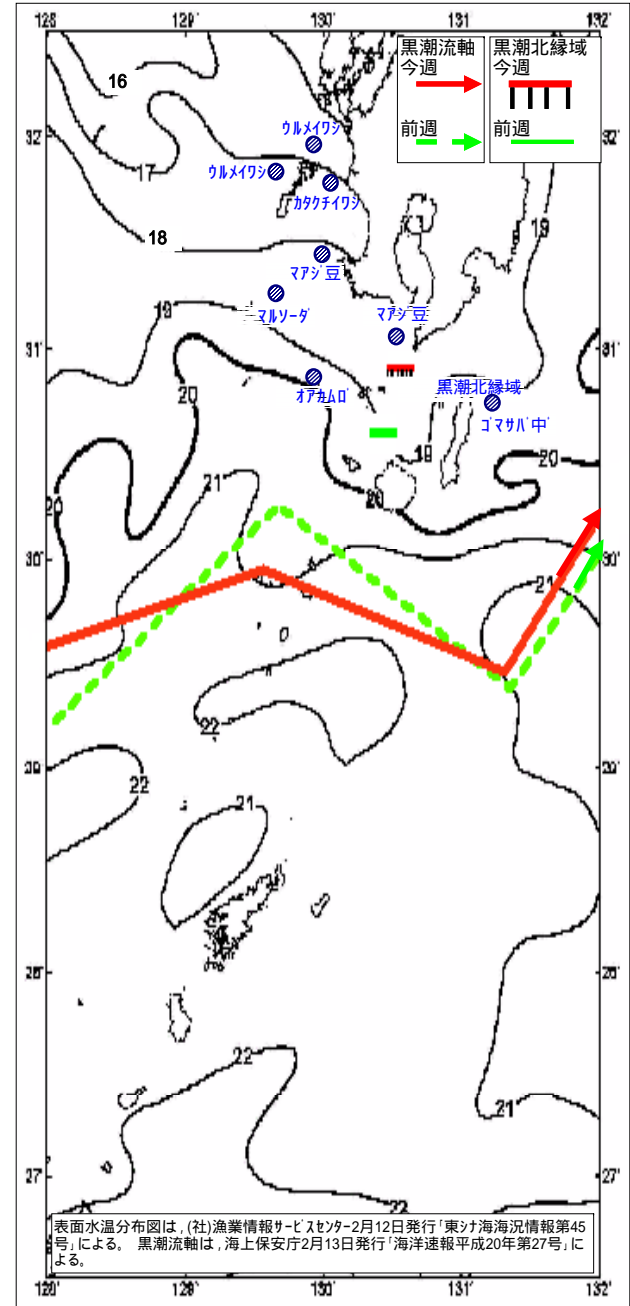 128 129 130 131 132
黒潮流軸 黒潮北縁域
今週 今週
前週 前週
16
32
ウルメイワシ
17
ウルメイワシ
カタクチイワシ
18
19
マアジ豆
マルソーダ
マアジ豆
19
31
黒潮北縁域
オアカムロ
ゴマサバ中
20
19
20
21
20
20
30
21
22
29
22
21
28
22
21
27
22
表面水温分布図は,(社)漁業情報サービスセンター2月12日発行「東シナ海海況情報第45
号」による。 黒潮流軸は,海上保安庁2月13日発行「海洋速報平成20年第27号」に
よる。
128 129 130 131 132